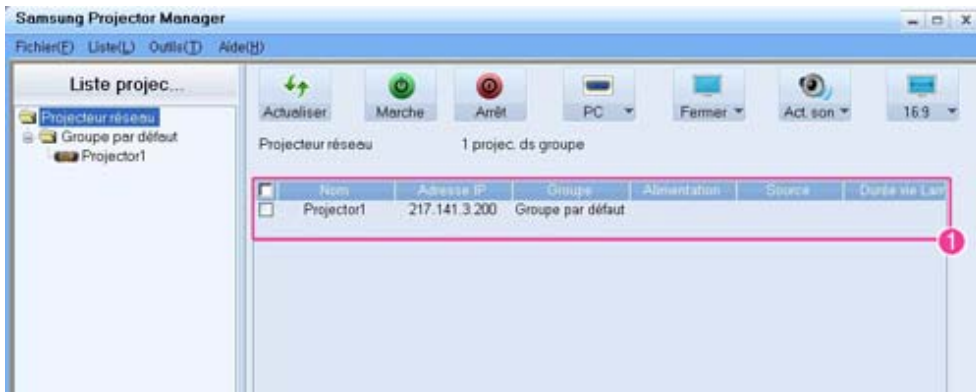 Samsung Projector Manager
Fichier(F) Liste(L) Outils(T) Aide(H)
Liste projec...
Projecteur réseau
Groupe par défaut
Projector1
Actualiser Marche Arrêt PC Fermer Act. son 16:9
Projecteur réseau 1 projec. ds groupe
Nom Adresse IP Groupe Alimentation Source Durée vie Lam
Projector1 217.141.3.200 Groupe par défaut
1